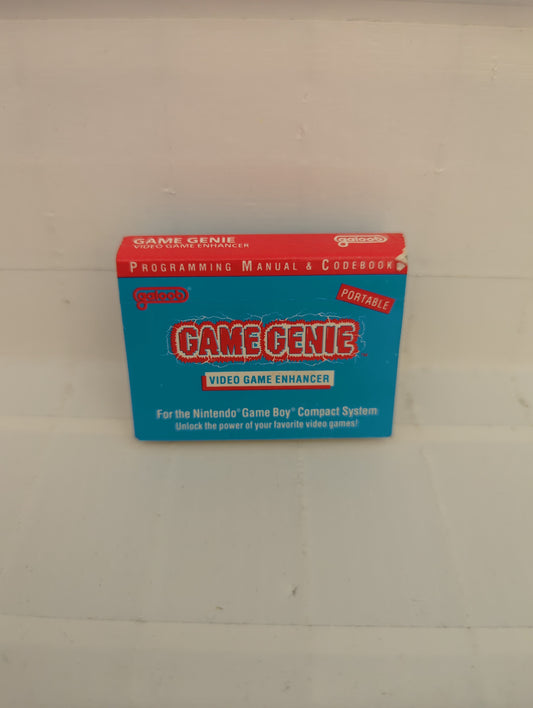 GAME GENIE galoob
VIDEO GAME ENHANCER
PROGRAMMING MANUAL & CODEBOOK
galoob®
PORTABLE
GAME GENIE™
VIDEO GAME ENHANCER
For the Nintendo® Game Boy® Compact System
Unlock the power of your favorite video games!